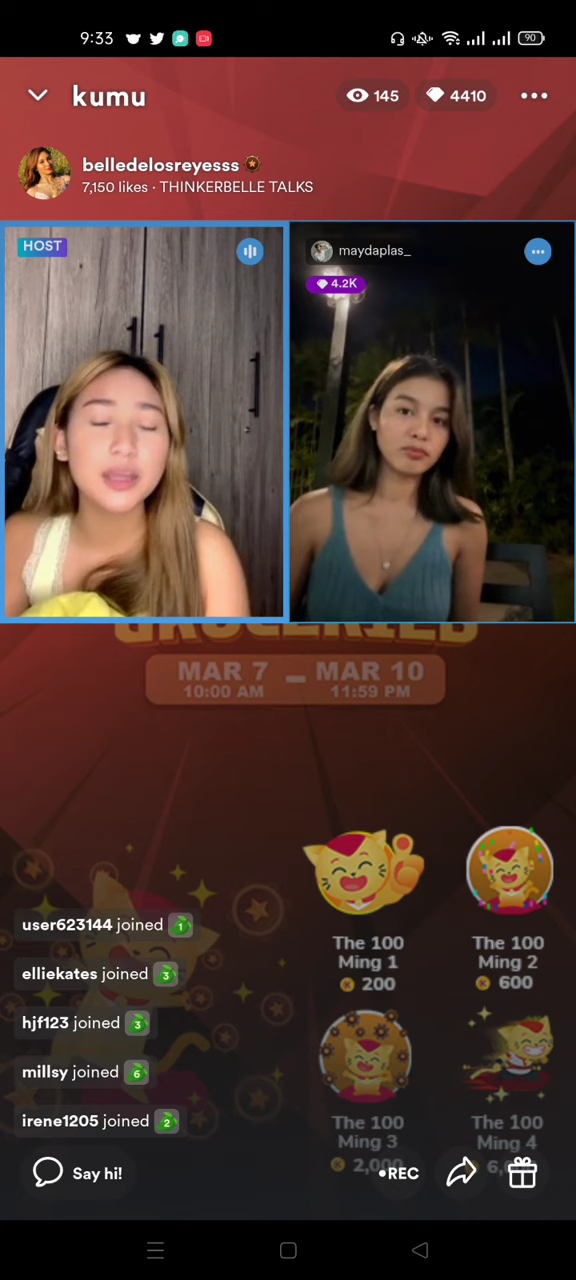 9:33
90
kumu
145
4410
belledelosreyesss
7,150 likes · THINKERBELLE TALKS
HOST
maydaplas_
4.2K
MAR 7 – MAR 10
10:00 AM 11:59 PM
The 100 Ming 1
200
The 100 Ming 2
600
The 100 Ming 3
2,000
The 100 Ming 4
user623144 joined 1
elliekates joined 3
hjf123 joined 3
millsy joined 6
irene1205 joined 2
Say hi!
•REC